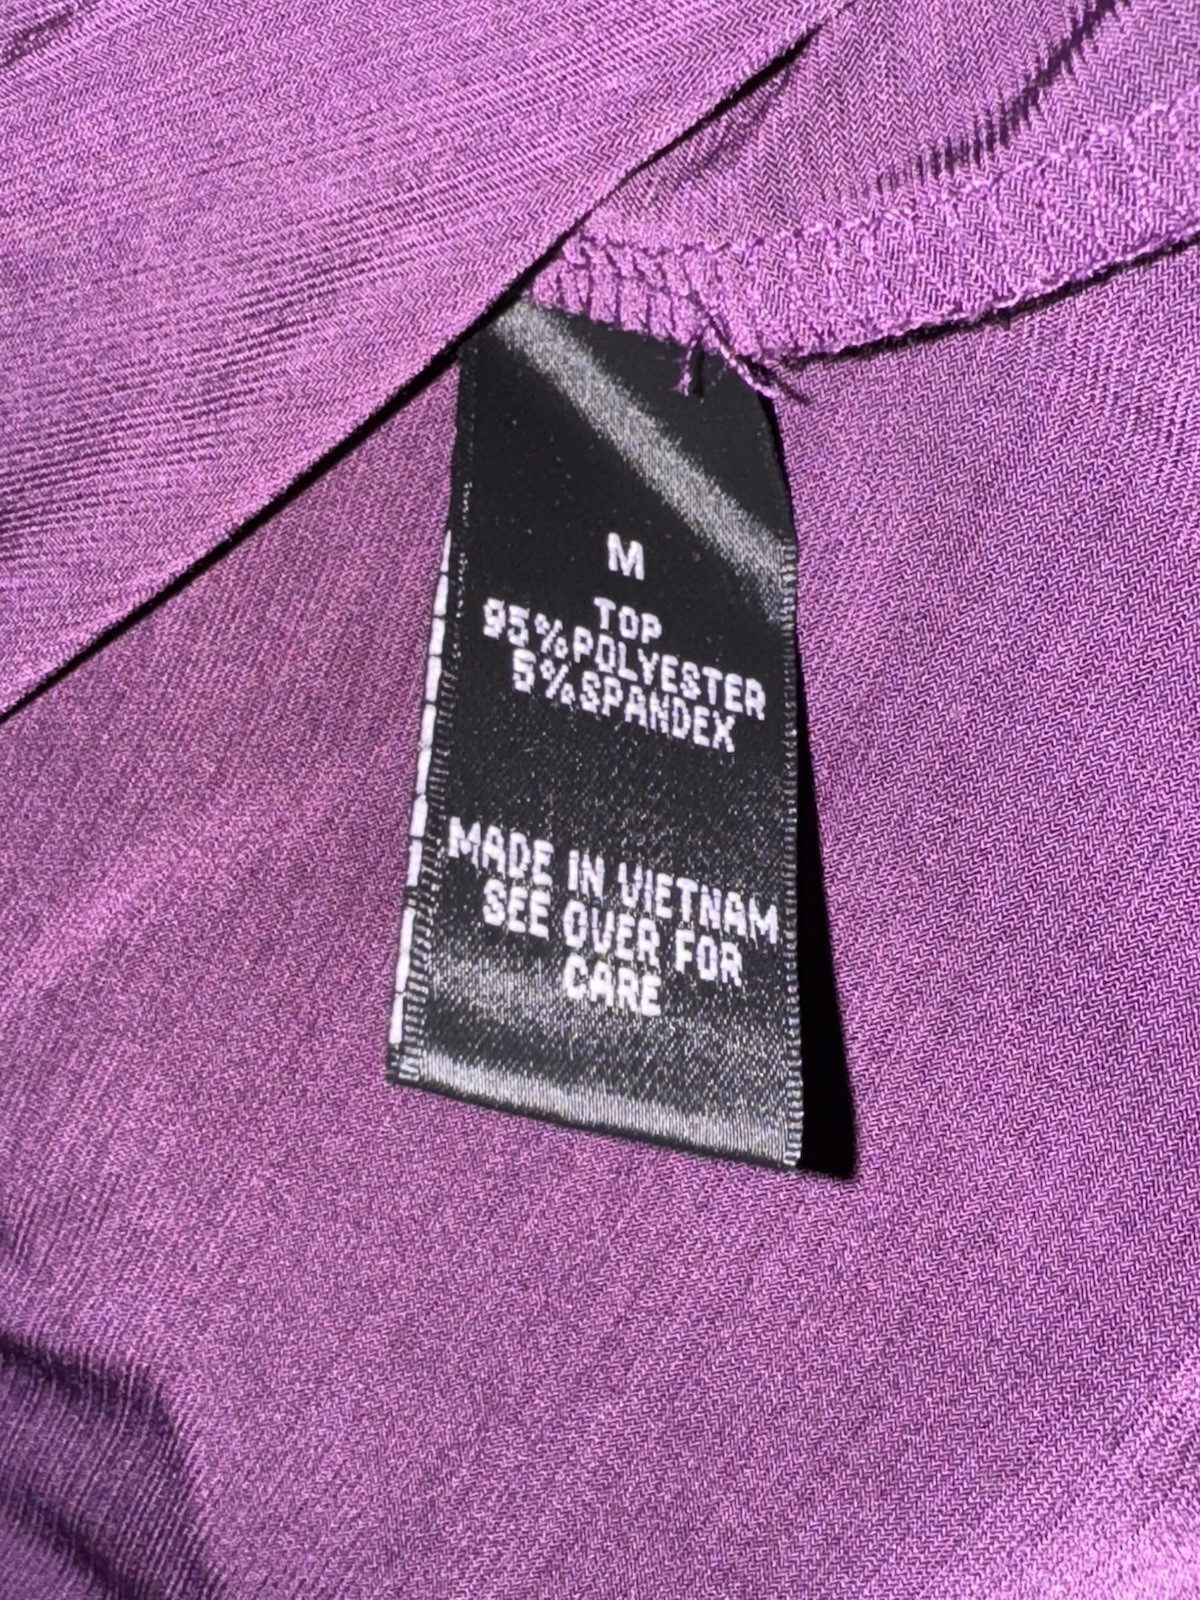 M
TOP
95%POLYESTER
5%SPANDEX
MADE IN VIETNAM
SEE OVER FOR
CARE